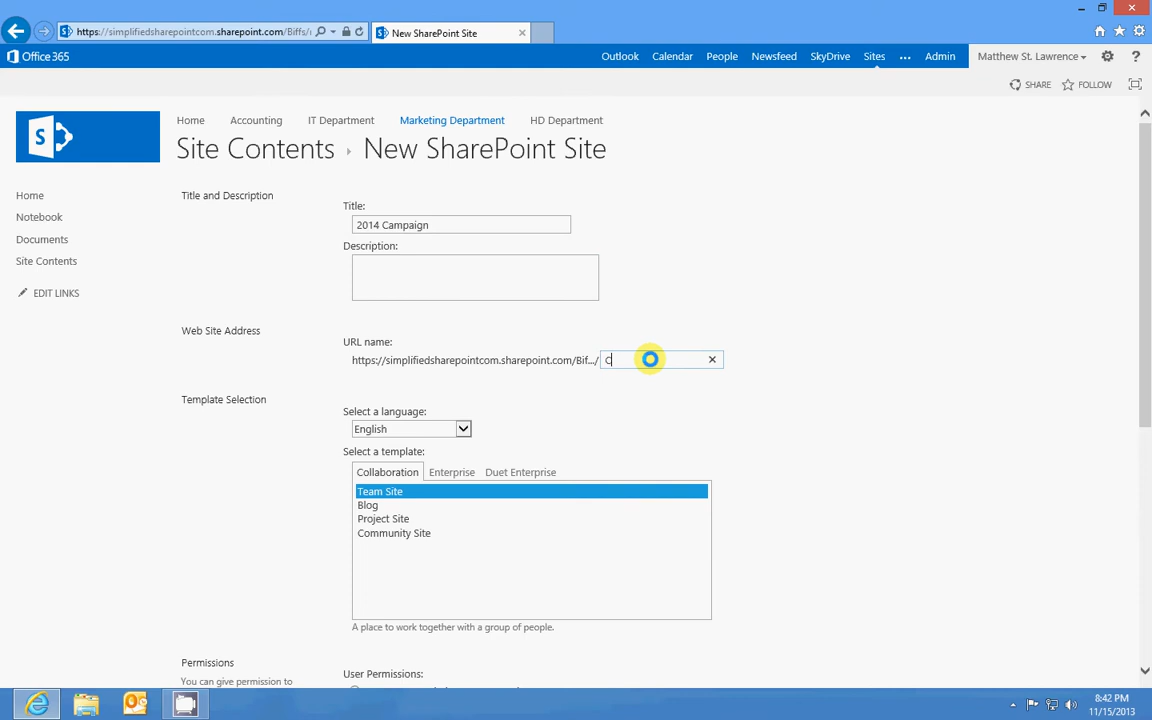 https://simplifiedsharepointcom.sharepoint.com/Biffs/
New SharePoint Site
Office 365
Outlook Calendar People Newsfeed SkyDrive Sites ... Admin Matthew St. Lawrence ?
SHARE FOLLOW
S
Home Accounting IT Department Marketing Department HD Department
Site Contents New SharePoint Site
Home
Notebook
Documents
Site Contents
EDIT LINKS
Title and Description
Title:
2014 Campaign
Description:
Web Site Address
URL name:
https://simplifiedsharepointcom.sharepoint.com/Bif.../ C
Template Selection
Select a language:
English
Select a template:
Collaboration Enterprise Duet Enterprise
Team Site
Blog
Project Site
Community Site
A place to work together with a group of people.
Permissions
You can give permission to
User Permissions:
8:42 PM
11/15/2013